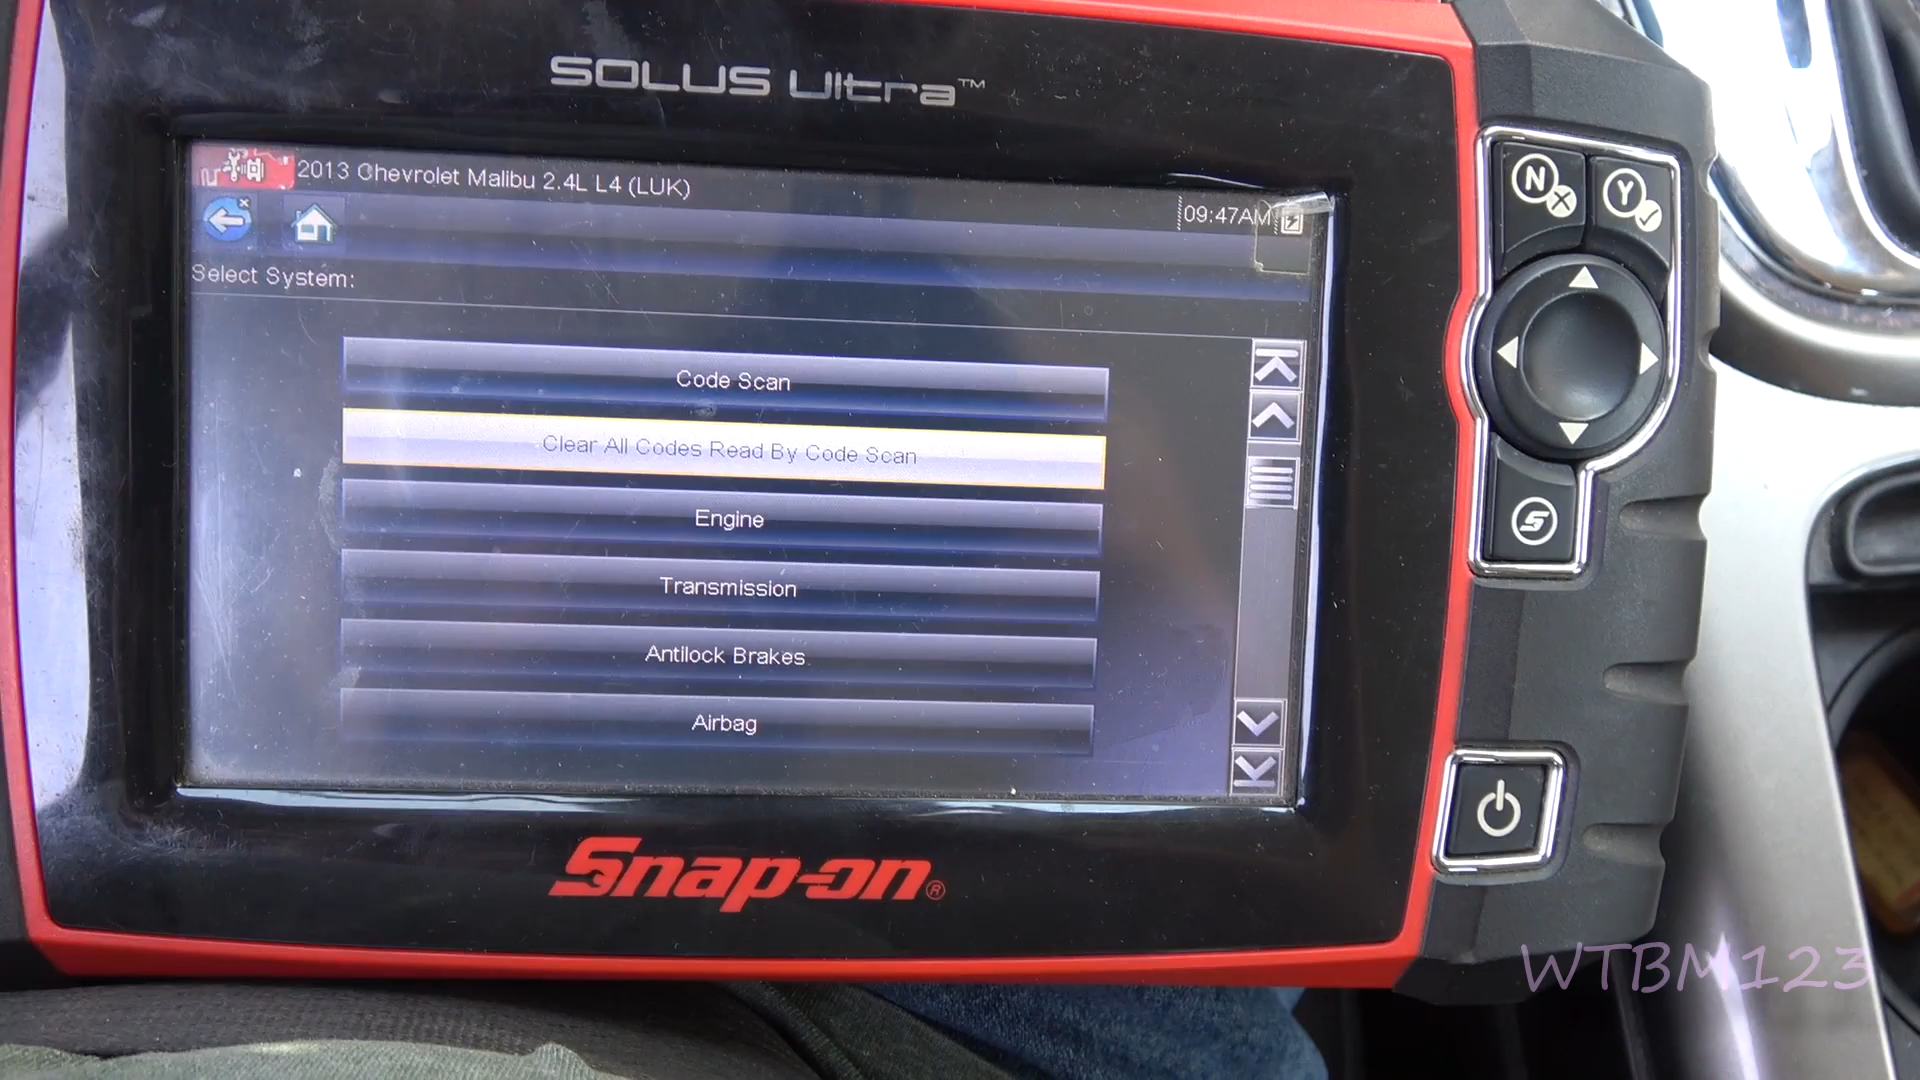 SOLUS Ultra™
2013 Chevrolet Malibu 2.4L L4 (LUK)
09:47AM
Select System:
Code Scan
Clear All Codes Read By Code Scan
Engine
Transmission
Antilock Brakes
Airbag
N
Y
S
Snap-on®
WTBM123